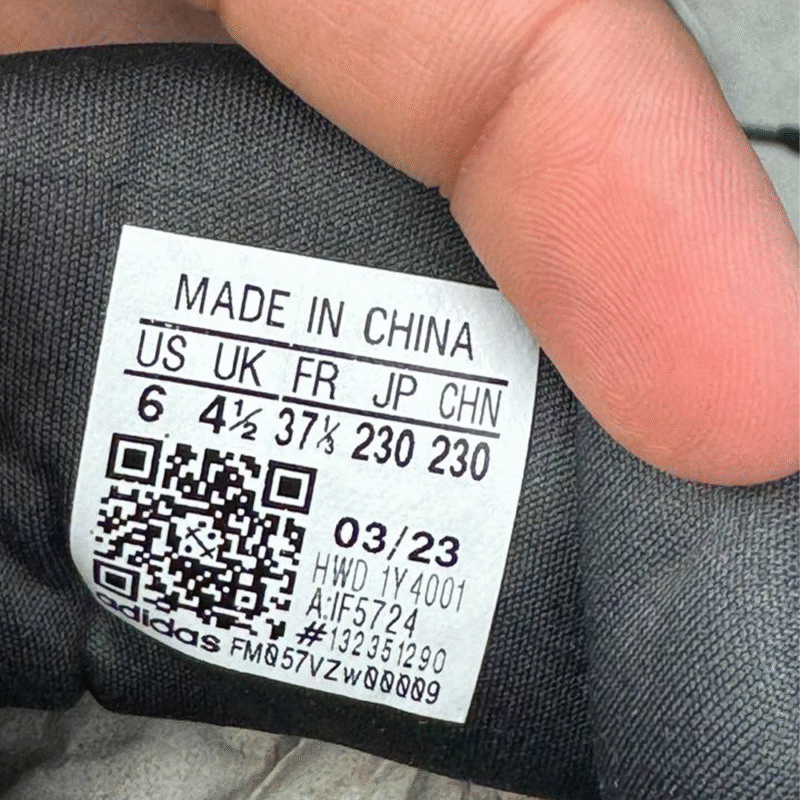 MADE IN CHINA
US UK FR JP CHN
6 4½ 37⅓ 230 230
03/23
HWD 1Y4001
A:IF5724
#132351290
adidas FMQ57VZwQQQQ9